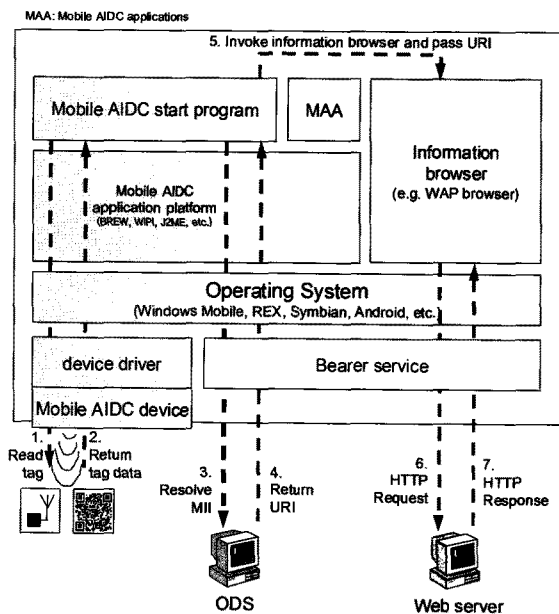 MAA: Mobile AIDC applications
5. Invoke information browser and pass URI
Mobile AIDC start program
MAA
Information
browser
(e.g. WAP browser)
Mobile AIDC
application platform
(BREW, WIPI, J2ME, etc.)
Operating System
(Windows Mobile, REX, Symbian, Android, etc.)
device driver
Bearer service
Mobile AIDC device
1.
Read
tag
2.
Return
tag data
3.
Resolve
MII
4.
Return
URI
6.
HTTP
Request
7.
HTTP
Response
ODS
Web server